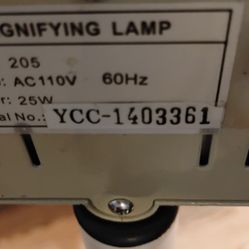 GNIFYING LAMP
205
: AC110V 60Hz
r: 25W
al No.: YCC-1403361